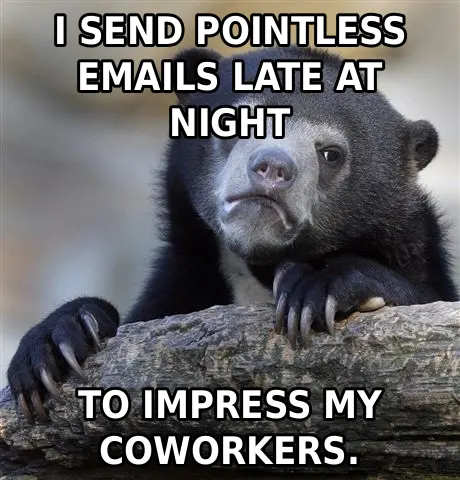 I SEND POINTLESS
EMAILS LATE AT
NIGHT
TO IMPRESS MY
COWORKERS.